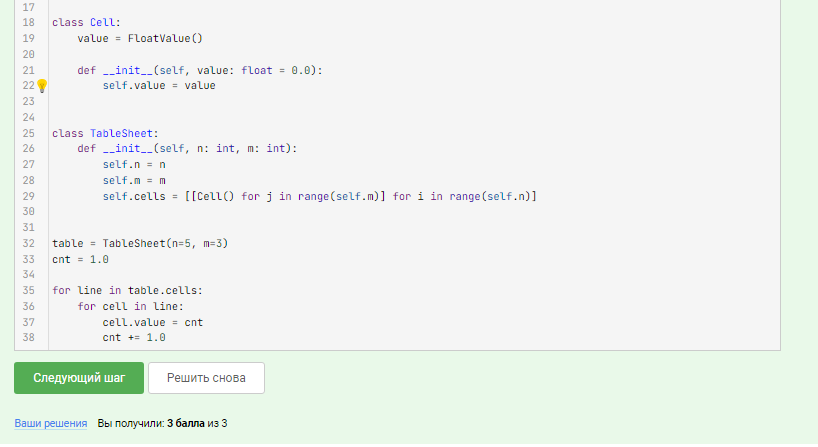 17
18 class Cell:
19     value = FloatValue()
20
21     def __init__(self, value: float = 0.0):
22         self.value = value
23
24
25 class TableSheet:
26     def __init__(self, n: int, m: int):
27         self.n = n
28         self.m = m
29         self.cells = [[Cell() for j in range(self.m)] for i in range(self.n)]
30
31
32 table = TableSheet(n=5, m=3)
33 cnt = 1.0
34
35 for line in table.cells:
36     for cell in line:
37         cell.value = cnt
38         cnt += 1.0
Следующий шаг Решить снова
Ваши решения Вы получили: 3 балла из 3